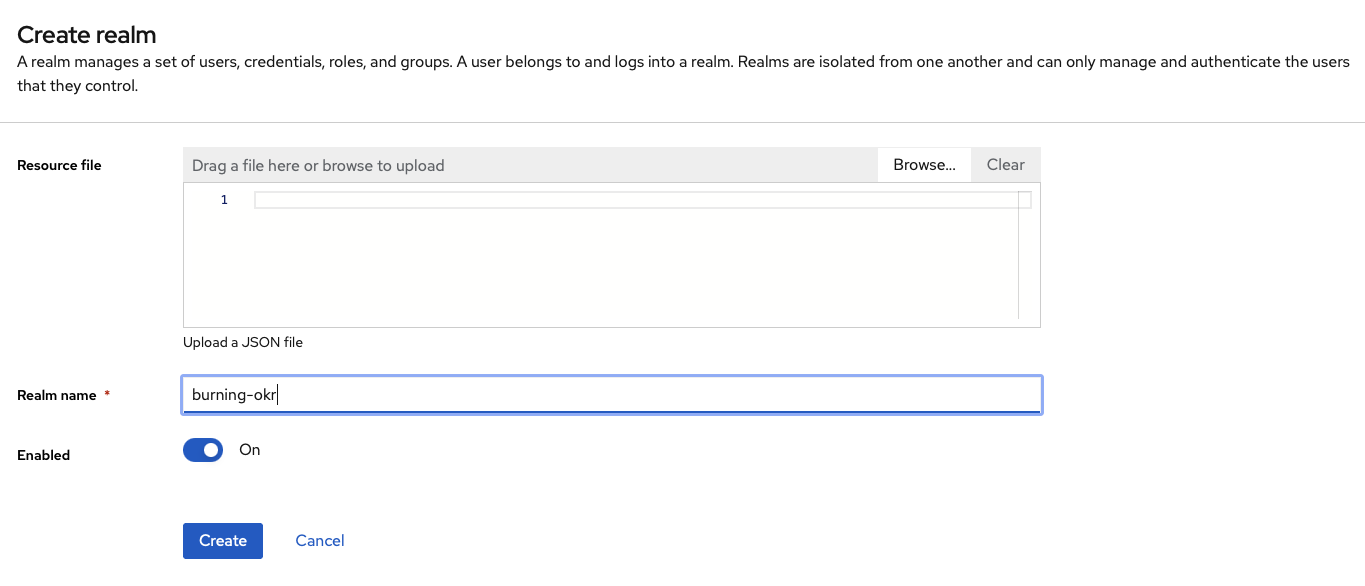 Create realm
A realm manages a set of users, credentials, roles, and groups. A user belongs to and logs into a realm. Realms are isolated from one another and can only manage and authenticate the users
that they control.
Resource file
Drag a file here or browse to upload
Browse...
Clear
1
Upload a JSON file
Realm name *
burning-okr
Enabled
On
Create
Cancel